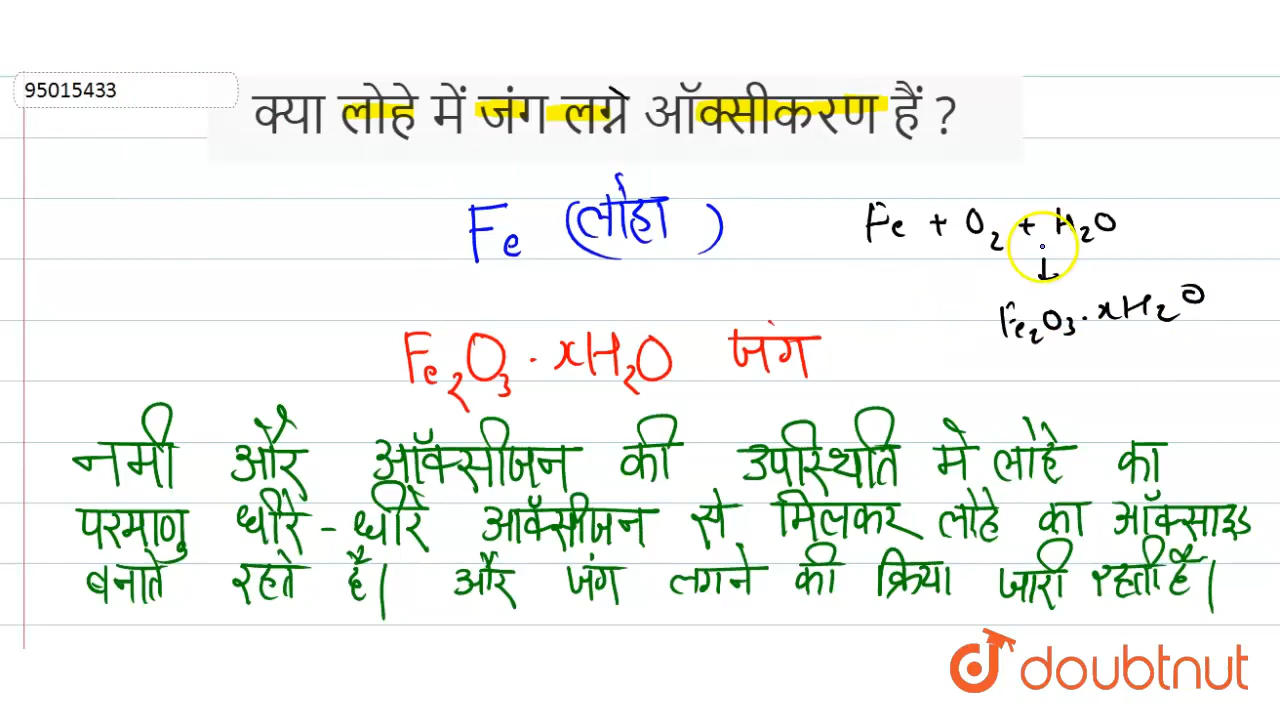 95015433
क्या लोहे में जंग लग्ने ऑक्सीकरण हैं ?
Fe (लोहा)
Fe + O2 + H2O
↓
Fe2O3.xH2O
Fe2O3.xH2O जंग
नमी और ऑक्सीजन की उपस्थिति मे लोहे का
परमाणु धीरे-धीरे ऑक्सीजन से मिलकर लोहे का ऑक्साइड
बनाते रहते है। और जंग लगने की क्रिया जारी रहती है।
doubtnut